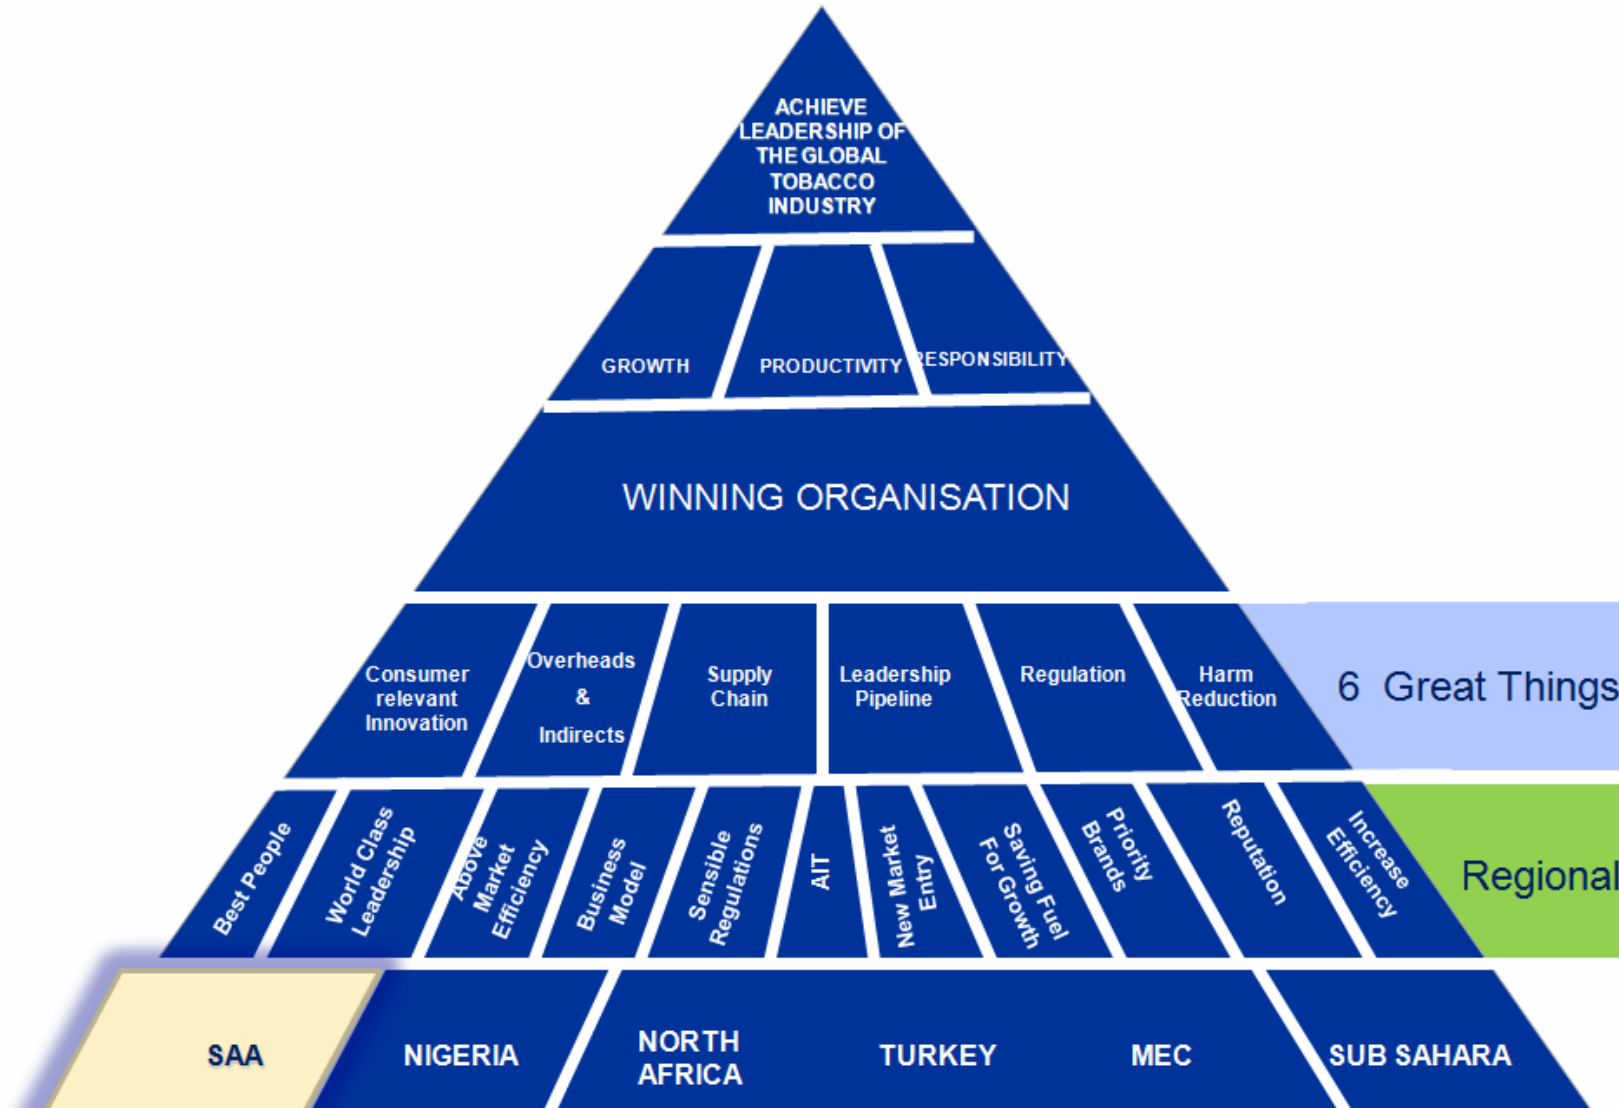 ACHIEVE
LEADERSHIP OF
THE GLOBAL
TOBACCO
INDUSTRY
GROWTH
PRODUCTIVITY
RESPONSIBILITY
WINNING ORGANISATION
Consumer
relevant
Innovation
Overheads
&
Indirects
Supply
Chain
Leadership
Pipeline
Regulation
Harm
Reduction
6 Great Things
Best People
World Class
Leadership
Above
Market
Efficiency
Business
Model
Sensible
Regulations
AIT
New Market
Entry
Saving Fuel
For Growth
Priority
Brands
Reputation
Increase
Efficiency
Regional
SAA
NIGERIA
NORTH
AFRICA
TURKEY
MEC
SUB SAHARA